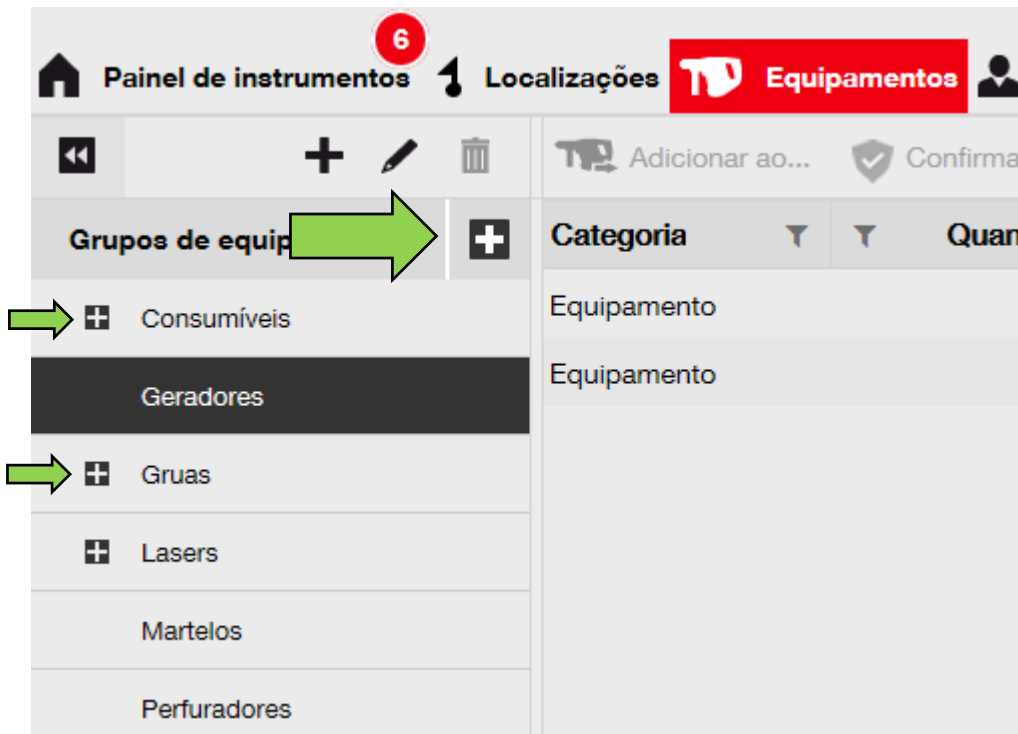 6
Painel de instrumentos Localizações Equipamentos
Adicionar ao... Confirma
Grupos de equip
Categoria Quan
Consumíveis
Equipamento
Geradores
Equipamento
Gruas
Lasers
Martelos
Perfuradores